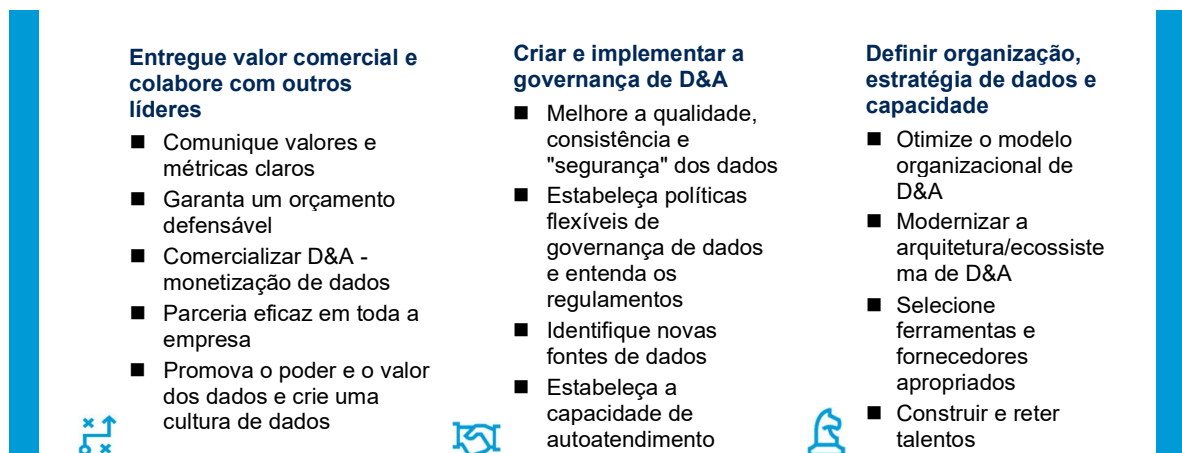 Entregue valor comercial e
colabore com outros
líderes
■ Comunique valores e
métricas claros
■ Garanta um orçamento
defensável
■ Comercializar D&A -
monetização de dados
■ Parceria eficaz em toda a
empresa
■ Promova o poder e o valor
dos dados e crie uma
cultura de dados
Criar e implementar a
governança de D&A
■ Melhore a qualidade,
consistência e
"segurança" dos dados
■ Estabeleça políticas
flexíveis de
governança de dados
e entenda os
regulamentos
■ Identifique novas
fontes de dados
■ Estabeleça a
capacidade de
autoatendimento
Definir organização,
estratégia de dados e
capacidade
■ Otimize o modelo
organizacional de
D&A
■ Modernizar a
arquitetura/ecossiste
ma de D&A
■ Selecione
ferramentas e
fornecedores
apropriados
■ Construir e reter
talentos